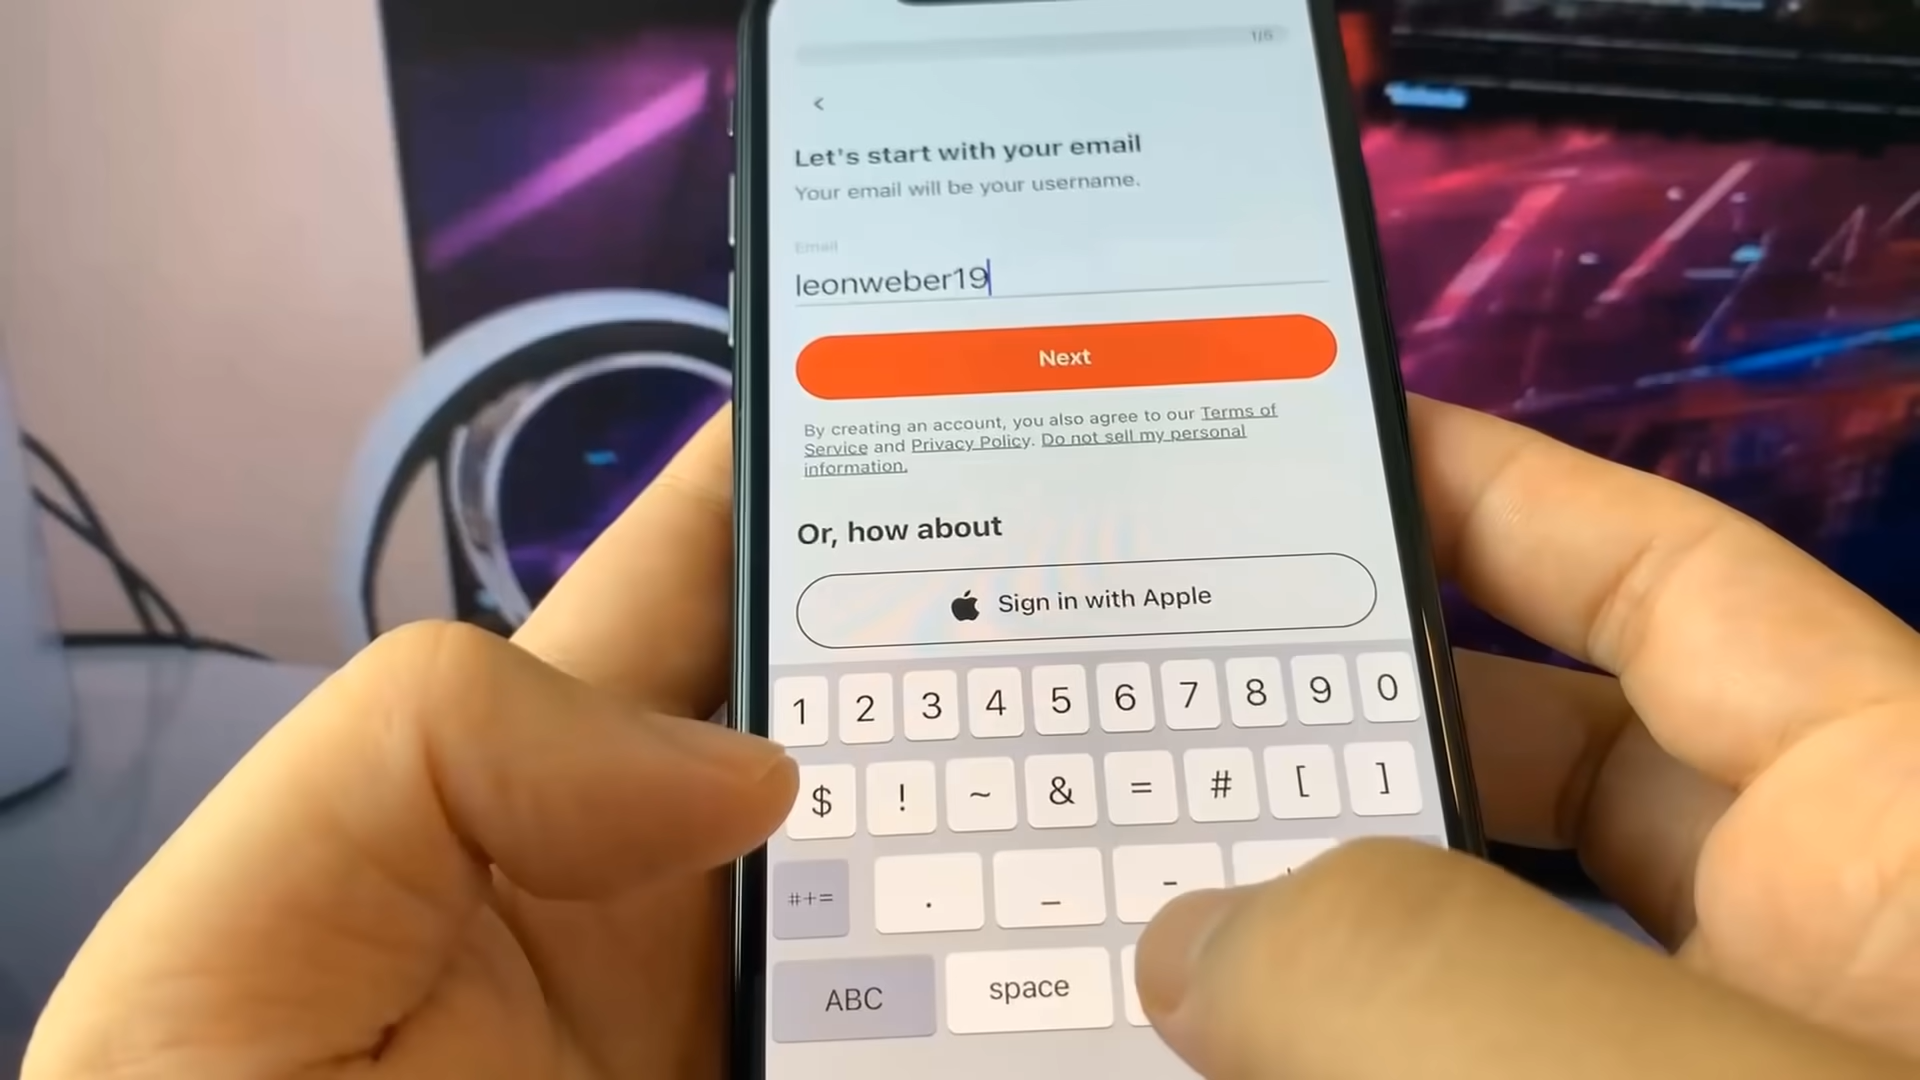 1/5
<
Let's start with your email
Your email will be your username.
Email
leonweber19
Next
By creating an account, you also agree to our Terms of
Service and Privacy Policy. Do not sell my personal
information.
Or, how about
Sign in with Apple
1 2 3 4 5 6 7 8 9 0
$ ! ~ & = # [ ]
#+= . _ -
ABC space